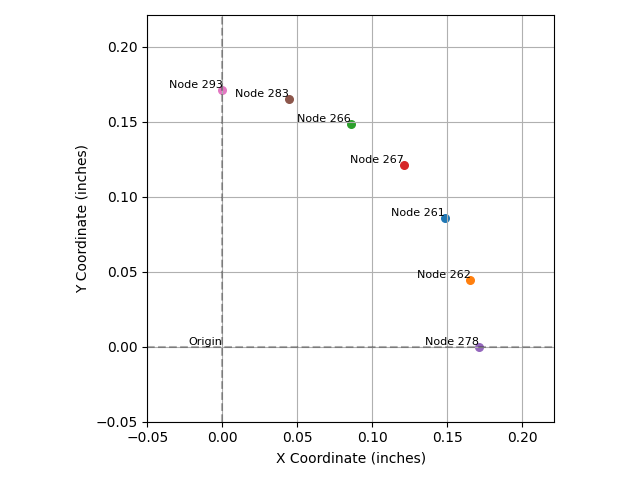 0.20
Node 293
Node 283
0.15
Node 266
Node 267
0.10
Node 261
0.05
Node 262
Origin
Node 278
0.00
−0.05
−0.05
0.00
0.05
0.10
0.15
0.20
X Coordinate (inches)
Y Coordinate (inches)